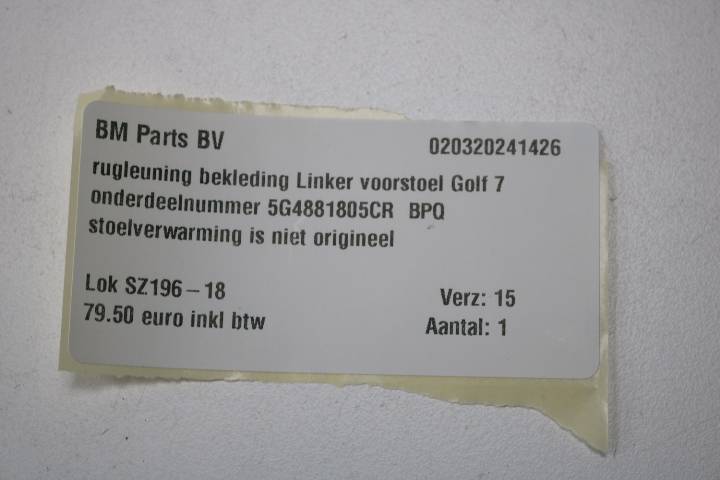 BM Parts BV 020320241426
rugleuning bekleding Linker voorstoel Golf 7
onderdeelnummer 5G4881805CR BPQ
stoelverwarming is niet origineel
Lok SZ196-18 Verz: 15
79.50 euro inkl btw Aantal: 1